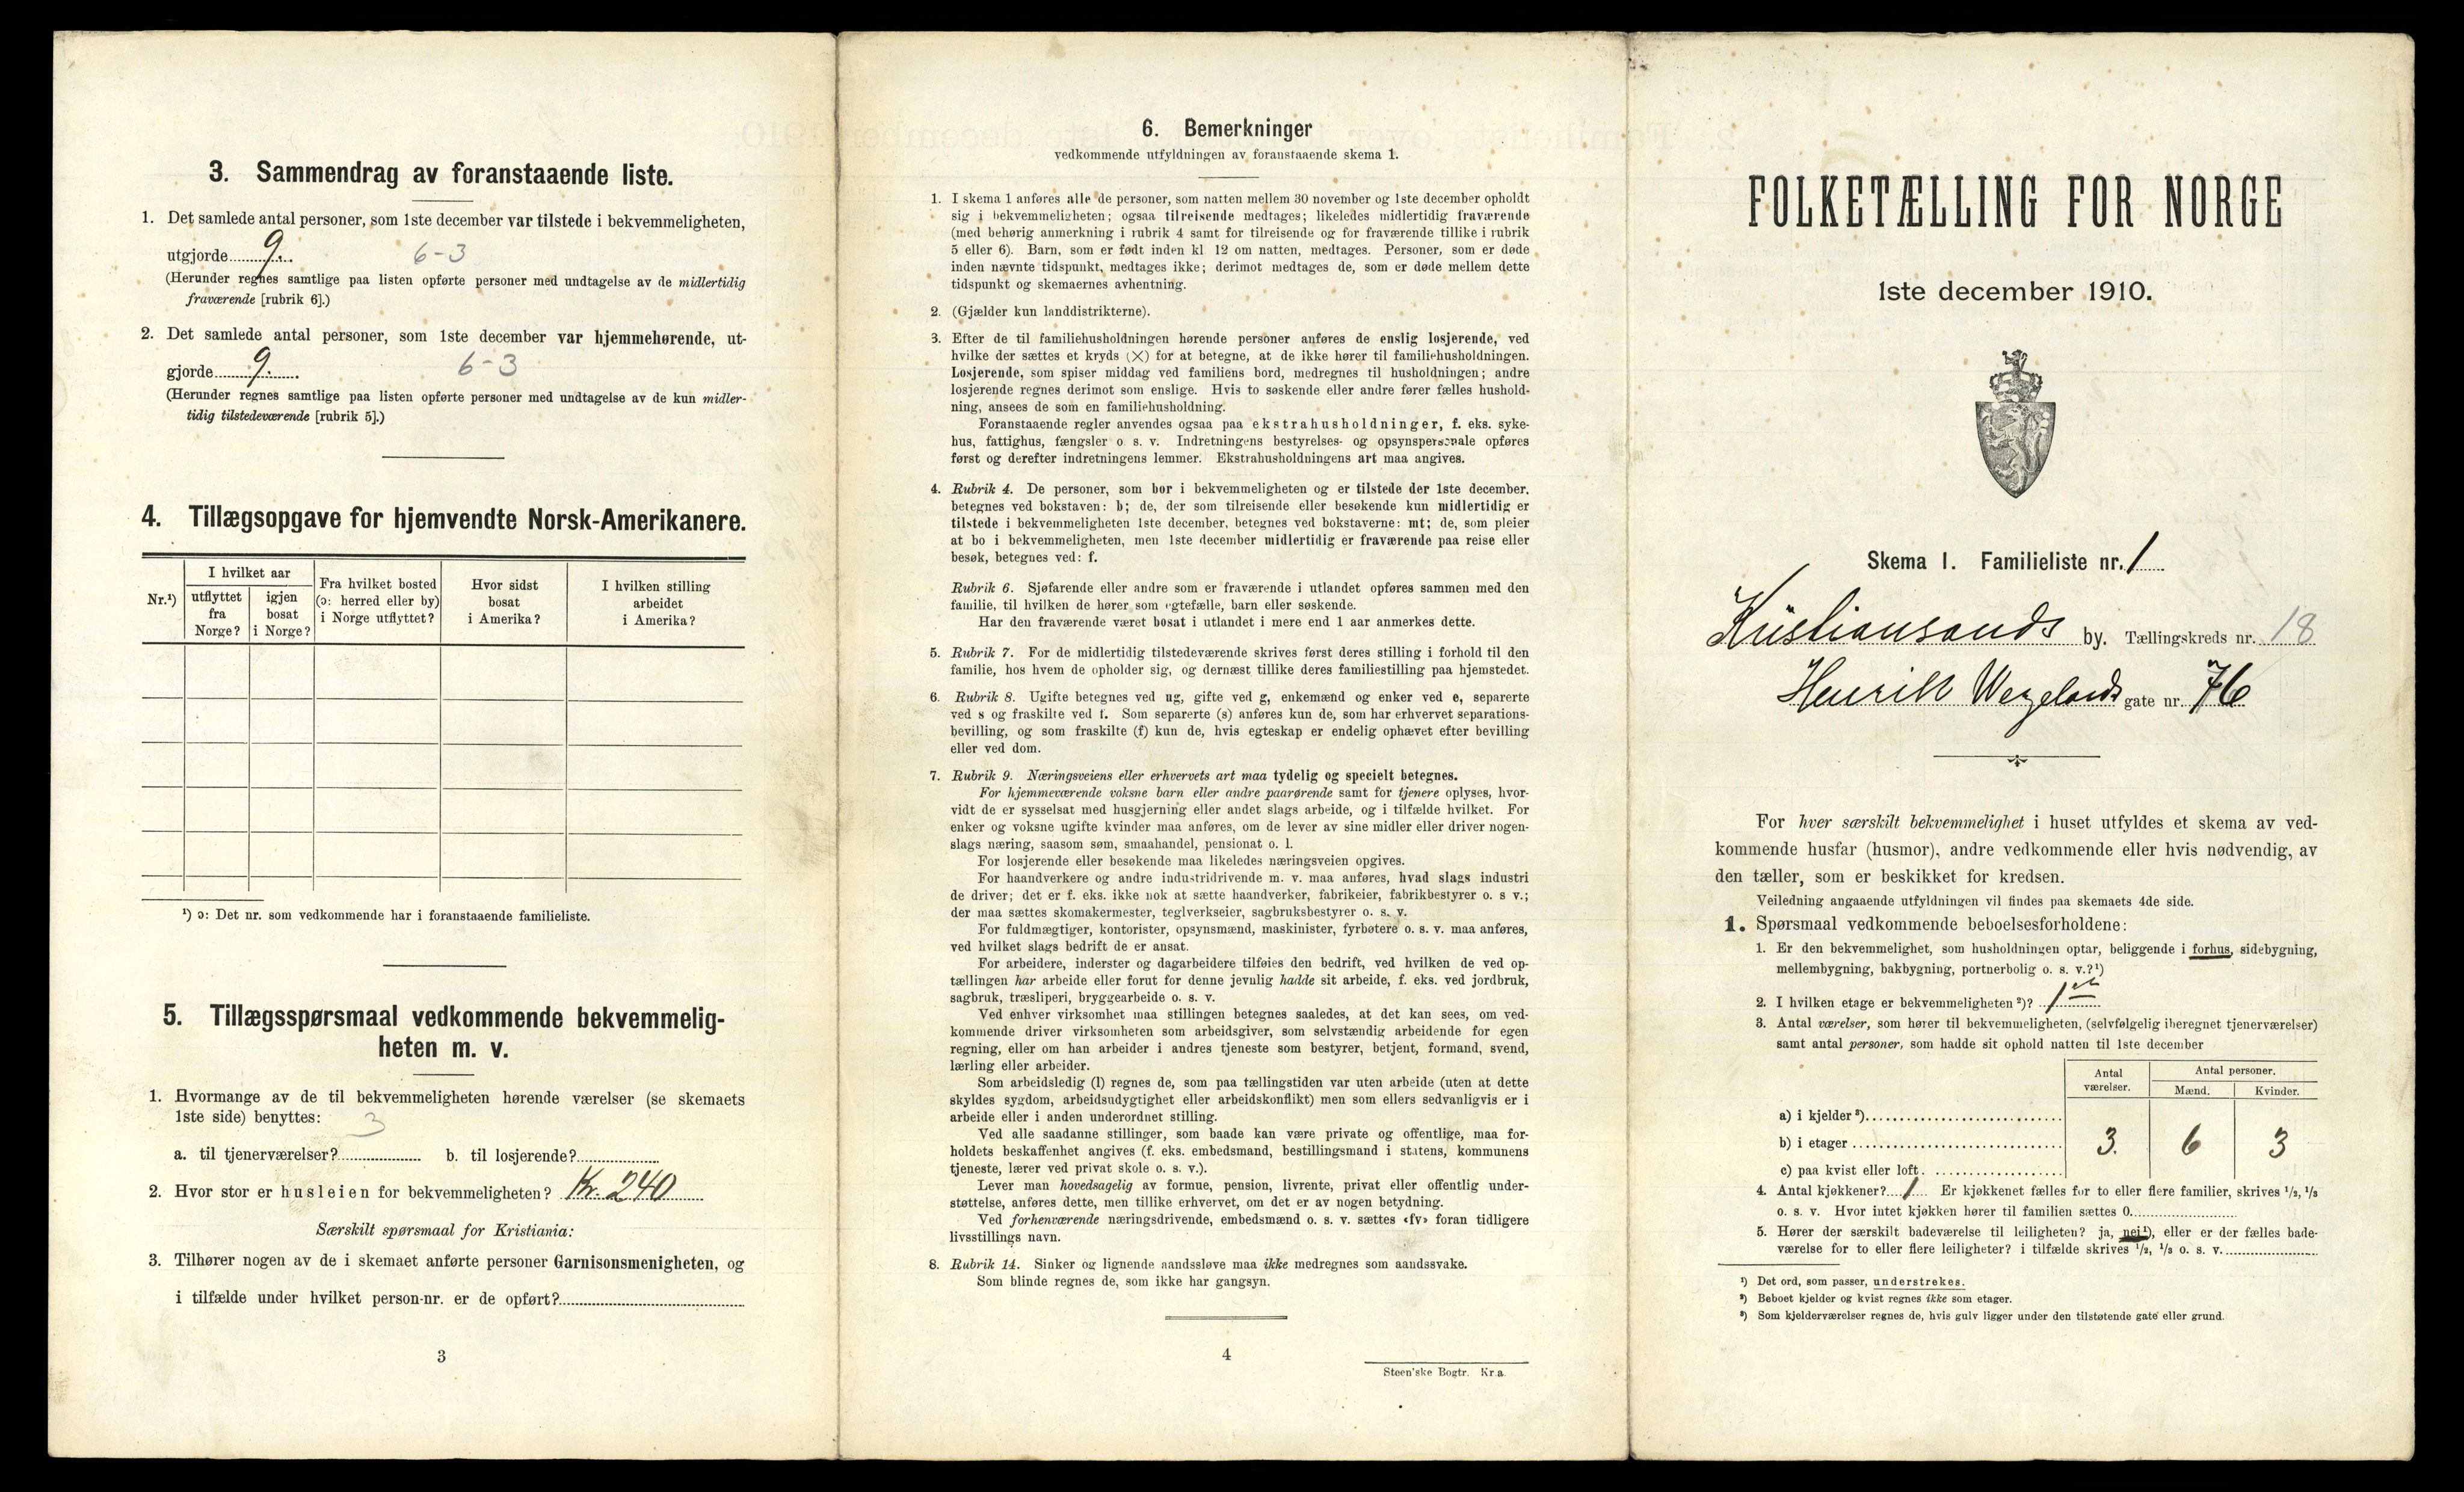 3. Sammendrag av foranstaaende liste.
1. Det samlede antal personer, som 1ste december var tilstede i bekvemmeligheten,
utgjorde 9. 6-3
(Herunder regnes samtlige paa listen opførte personer med undtagelse av de midlertidig
fraværende [rubrik 6].)
2. Det samlede antal personer, som 1ste december var hjemmehørende, ut-
gjorde 9. 6-3
(Herunder regnes samtlige paa listen opførte personer med undtagelse av de kun midler-
tidig tilstedeværende [rubrik 5].)
4. Tillægsopgave for hjemvendte Norsk-Amerikanere.
Nr.¹)
I hvilket aar
utflyttet
fra
Norge?
igjen
bosat
i Norge?
Fra hvilket bosted
(ɔ: herred eller by)
i Norge utflyttet?
Hvor sidst
bosat
i Amerika?
I hvilken stilling
arbeidet
i Amerika?
¹) ɔ: Det nr. som vedkommende har i foranstaaende familieliste.
5. Tillægsspørsmaal vedkommende bekvemmelig-
heten m. v.
1. Hvormange av de til bekvemmeligheten hørende værelser (se skemaets
1ste side) benyttes: 3
a. til tjenerværelser? b. til losjerende?
2. Hvor stor er husleien for bekvemmeligheten? Kr. 240
Særskilt spørsmaal for Kristiania:
3. Tilhører nogen av de i skemaet anførte personer Garnisonsmenigheten, og
i tilfælde under hvilket person-nr. er de opført?
3
6. Bemerkninger
vedkommende utfyldningen av foranstaaende skema 1.
1. I skema 1 anføres alle de personer, som natten mellem 30 november og 1ste december opholdt
sig i bekvemmeligheten; ogsaa tilreisende medtages; likeledes midlertidig fraværende
(med behørig anmerkning i rubrik 4 samt for tilreisende og for fraværende tillike i rubrik
5 eller 6). Barn, som er født inden kl 12 om natten, medtages. Personer, som er døde
inden nævnte tidspunkt, medtages ikke; derimot medtages de, som er døde mellem dette
tidspunkt og skemaernes avhentning.
2. (Gjælder kun landdistrikterne).
3. Efter de til familiehusholdningen hørende personer anføres de enslig losjerende, ved
hvilke der sættes et kryds (×) for at betegne, at de ikke hører til familiehusholdningen.
Losjerende, som spiser middag ved familiens bord, medregnes til husholdningen; andre
losjerende regnes derimot som enslige. Hvis to søskende eller andre fører fælles hushold-
ning, ansees de som en familiehusholdning.
Foranstaaende regler anvendes ogsaa paa ekstrahusholdninger, f. eks. syke-
hus, fattighus, fængsler o. s. v. Indretningens bestyrelses- og opsynspersonale opføres
først og derefter indretningens lemmer. Ekstrahusholdningens art maa angives.
4. Rubrik 4. De personer, som bor i bekvemmeligheten og er tilstede der 1ste december,
betegnes ved bokstaven: b; de, der som tilreisende eller besøkende kun midlertidig er
tilstede i bekvemmeligheten 1ste december, betegnes ved bokstaverne: mt; de, som pleier
at bo i bekvemmeligheten, men 1ste december midlertidig er fraværende paa reise eller
besøk, betegnes ved: f.
Rubrik 6. Sjøfarende eller andre som er fraværende i utlandet opføres sammen med den
familie, til hvilken de hører som egtefælle, barn eller søskende.
Har den fraværende været bosat i utlandet i mere end 1 aar anmerkes dette.
5. Rubrik 7. For de midlertidig tilstedeværende skrives først deres stilling i forhold til den
familie, hos hvem de opholder sig, og dernæst tillike deres familiestilling paa hjemstedet.
6. Rubrik 8. Ugifte betegnes ved ug, gifte ved g, enkemænd og enker ved e, separerte
ved s og fraskilte ved f. Som separerte (s) anføres kun de, som har erhvervet separations-
bevilling, og som fraskilte (f) kun de, hvis egteskap er endelig ophævet efter bevilling
eller ved dom.
7. Rubrik 9. Næringsveiens eller erhvervets art maa tydelig og specielt betegnes.
For hjemmeværende voksne barn eller andre paarørende samt for tjenere oplyses, hvor-
vidt de er sysselsat med husgjerning eller andet slags arbeide, og i tilfælde hvilket. For
enker og voksne ugifte kvinder maa anføres, om de lever av sine midler eller driver nogen-
slags næring, saasom søm, smaahandel, pensionat o. l.
For losjerende eller besøkende maa likeledes næringsveien opgives.
For haandverkere og andre industridrivende m. v. maa anføres, hvad slags industri
de driver; det er f. eks. ikke nok at sætte haandverker, fabrikeier, fabrikbestyrer o. s v.;
der maa sættes skomakermester, teglverkseier, sagbruksbestyrer o. s. v.
For fuldmægtiger, kontorister, opsynsmænd, maskinister, fyrbøtere o. s. v. maa anføres,
ved hvilket slags bedrift de er ansat.
For arbeidere, inderster og dagarbeidere tilføies den bedrift, ved hvilken de ved op-
tællingen har arbeide eller forut for denne jevnlig hadde sit arbeide, f. eks. ved jordbruk,
sagbruk, træsliperi, bryggearbeide o. s. v.
Ved enhver virksomhet maa stillingen betegnes saaledes, at det kan sees, om ved-
kommende driver virksomheten som arbeidsgiver, som selvstændig arbeidende for egen
regning, eller om han arbeider i andres tjeneste som bestyrer, betjent, formand, svend,
lærling eller arbeider.
Som arbeidsledig (l) regnes de, som paa tællingstiden var uten arbeide (uten at dette
skyldes sygdom, arbeidsudygtighet eller arbeidskonflikt) men som ellers sedvanligvis er i
arbeide eller i anden underordnet stilling.
Ved alle saadanne stillinger, som baade kan være private og offentlige, maa for-
holdets beskaffenhet angives (f. eks. embedsmand, bestillingsmand i statens, kommunens
tjeneste, lærer ved privat skole o. s. v.).
Lever man hovedsagelig av formue, pension, livrente, privat eller offentlig under-
støttelse, anføres dette, men tillike erhvervet, om det er av nogen betydning.
Ved forhenværende næringsdrivende, embedsmænd o. s. v. sættes «fv» foran tidligere
livsstillings navn.
8. Rubrik 14. Sinker og lignende aandssløve maa ikke medregnes som aandssvake.
Som blinde regnes de, som ikke har gangsyn.
4
Steen'ske Bogtr. Kr.a.
FOLKETÆLLING FOR NORGE
1ste december 1910.
Skema I. Familieliste nr. 1
Kristiansands by. Tællingskreds nr. 18
Henrik Wergelands gate nr. 76
For hver særskilt bekvemmelighet i huset utfyldes et skema av ved-
kommende husfar (husmor), andre vedkommende eller hvis nødvendig, av
den tæller, som er beskikket for kredsen.
Veiledning angaaende utfyldningen vil findes paa skemaets 4de side.
1. Spørsmaal vedkommende beboelsesforholdene:
1. Er den bekvemmelighet, som husholdningen optar, beliggende i forhus, sidebygning,
mellembygning, bakbygning, portnerbolig o. s. v.?¹)
2. I hvilken etage er bekvemmeligheten²)? 1ste
3. Antal værelser, som hører til bekvemmeligheten, (selvfølgelig iberegnet tjenerværelser)
samt antal personer, som hadde sit ophold natten til 1ste december
Antal
værelser.
Antal personer.
Mænd. Kvinder.
a) i kjelder³)
b) i etager 3. 6 3
c) paa kvist eller loft
4. Antal kjøkkener? 1 Er kjøkkenet fælles for to eller flere familier, skrives ¹/₂, ¹/₃
o. s. v. Hvor intet kjøkken hører til familien sættes 0.
5. Hører der særskilt badeværelse til leiligheten? ja, nei¹), eller er der fælles bade-
værelse for to eller flere leiligheter? i tilfælde skrives ¹/₂, ¹/₃ o. s. v.
¹) Det ord, som passer, understrekes.
²) Beboet kjelder og kvist regnes ikke som etager.
³) Som kjelderværelser regnes de, hvis gulv ligger under den tilstøtende gate eller grund.